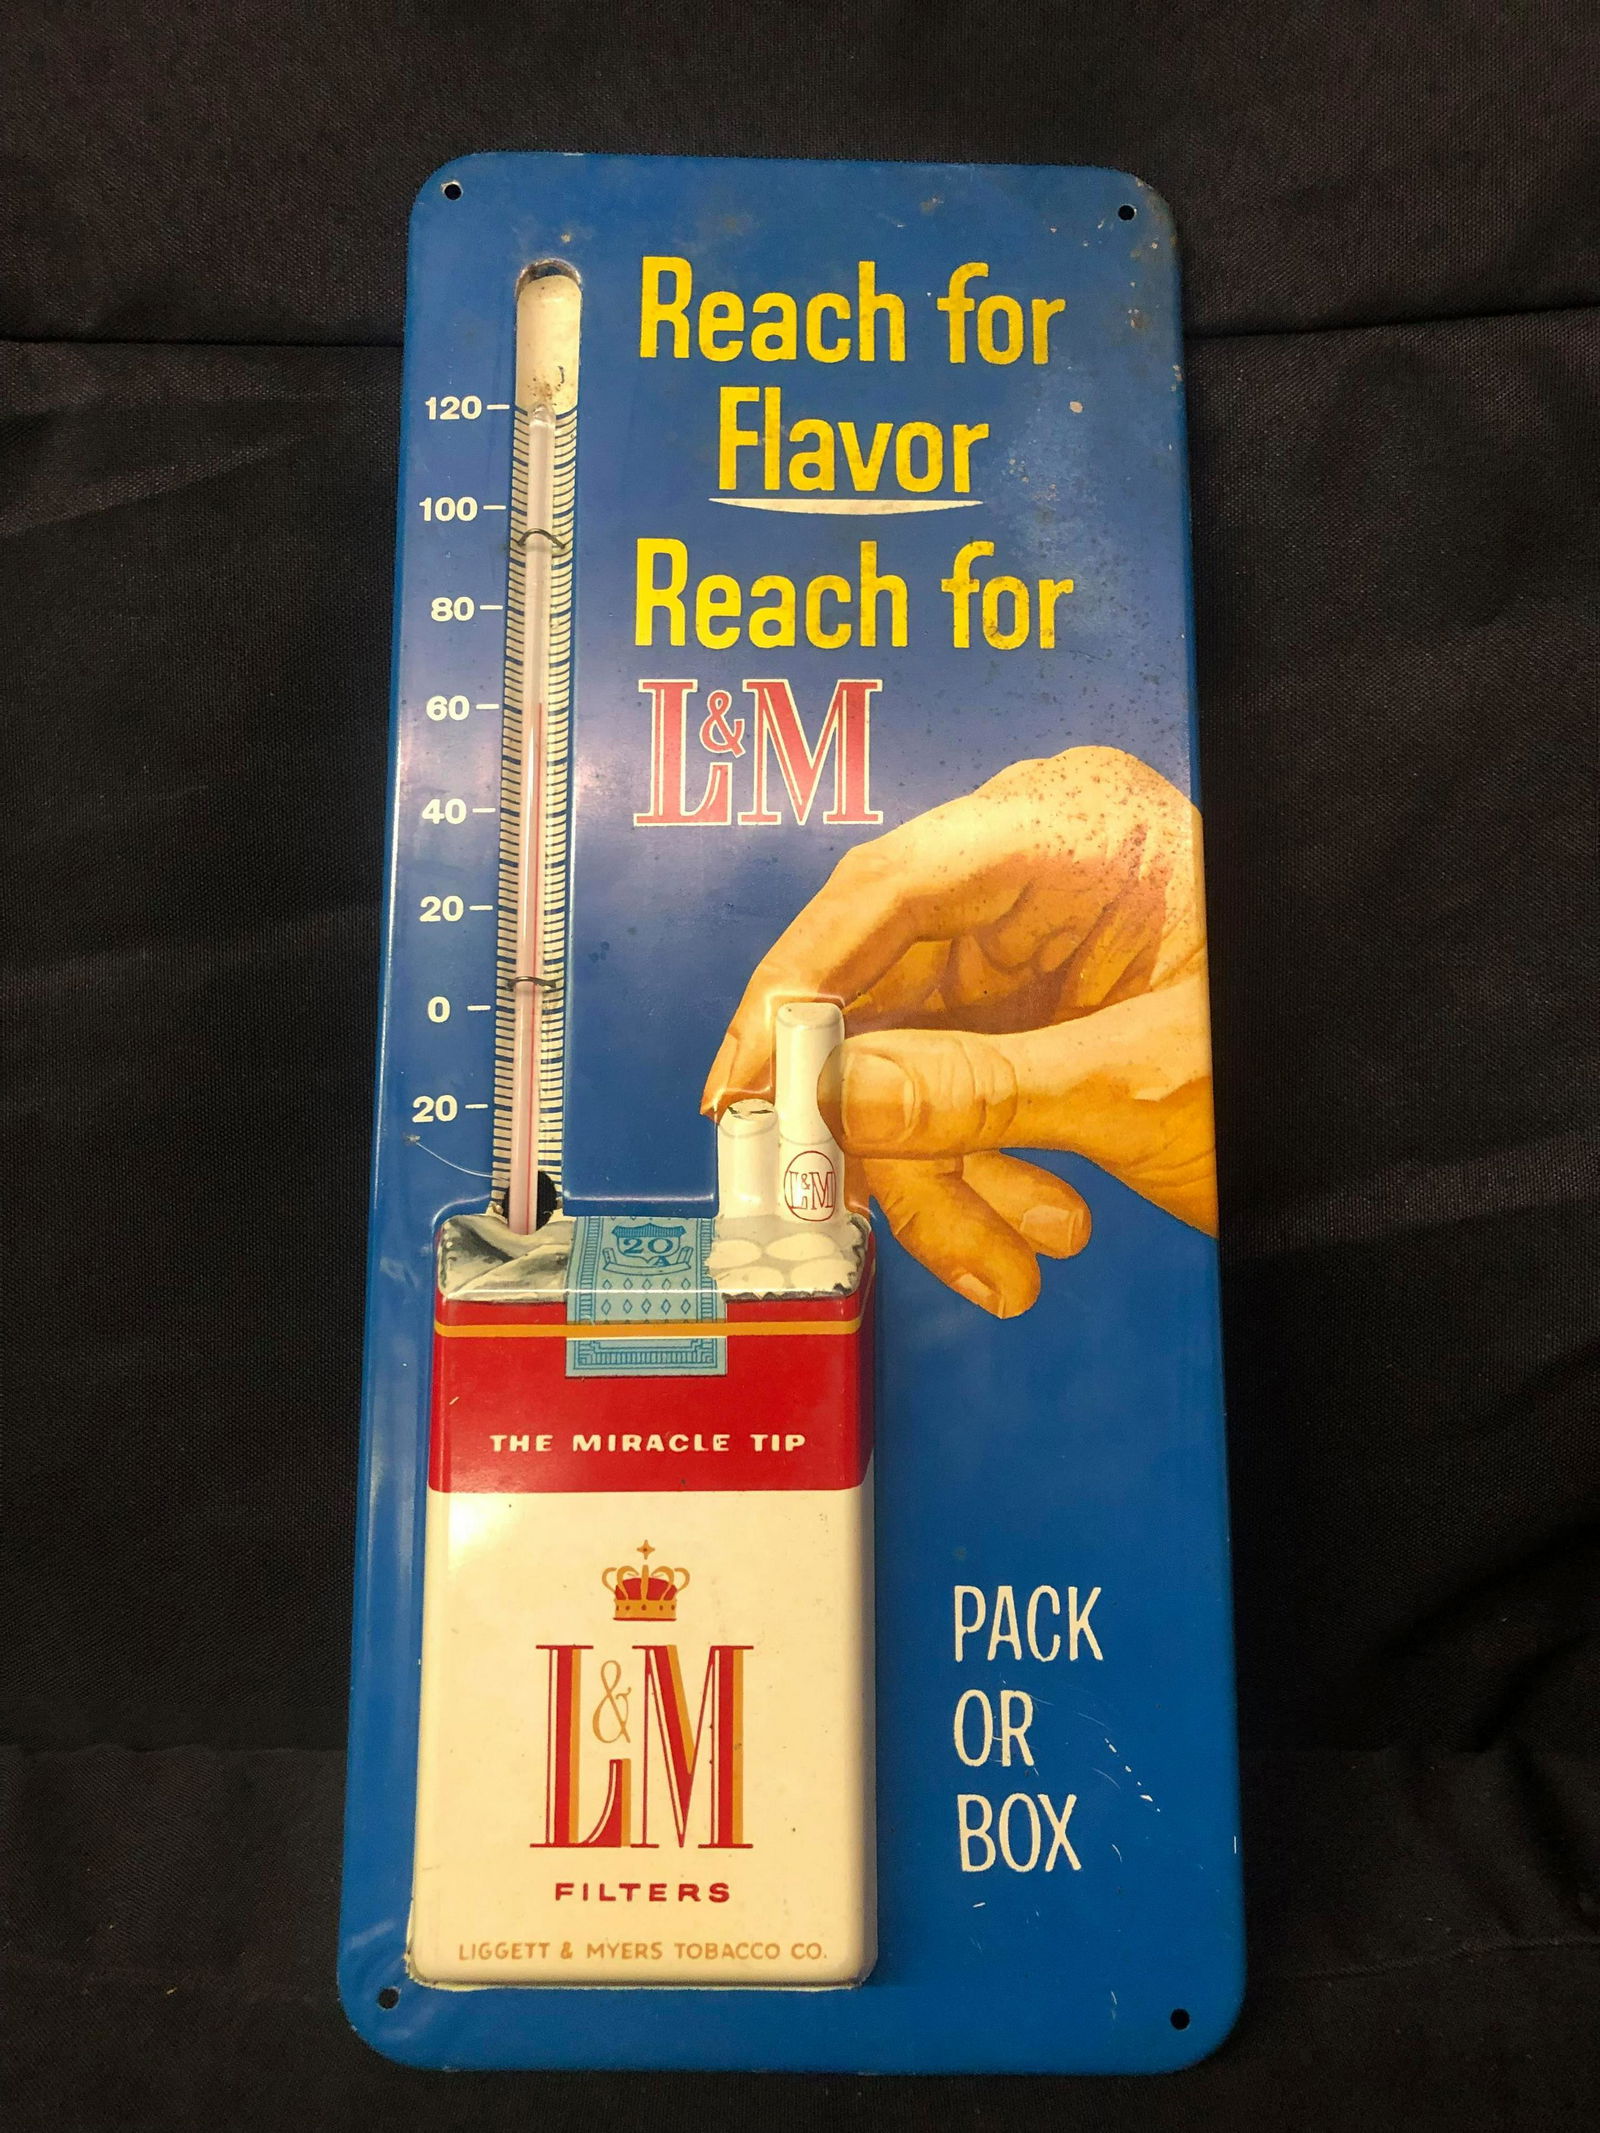 Reach for
Flavor
Reach for
L&M
120
100
80
60
40
20
0
20
L&M
20
A
THE MIRACLE TIP
L&M
FILTERS
LIGGETT & MYERS TOBACCO CO.
PACK
OR
BOX